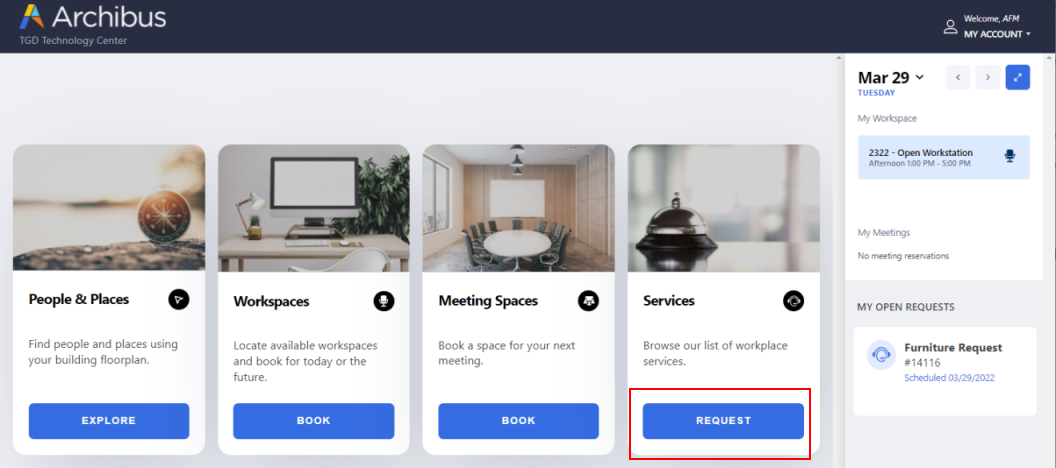 Archibus
TGD Technology Center
Welcome, AFM
MY ACCOUNT
People & Places
Find people and places using
your building floorplan.
EXPLORE
Workspaces
Locate available workspaces
and book for today or the
future.
BOOK
Meeting Spaces
Book a space for your next
meeting.
BOOK
Services
Browse our list of workplace
services.
REQUEST
Mar 29
TUESDAY
My Workspace
2322 - Open Workstation
Afternoon 1:00 PM - 5:00 PM
My Meetings
No meeting reservations
MY OPEN REQUESTS
Furniture Request
#14116
Scheduled 03/29/2022